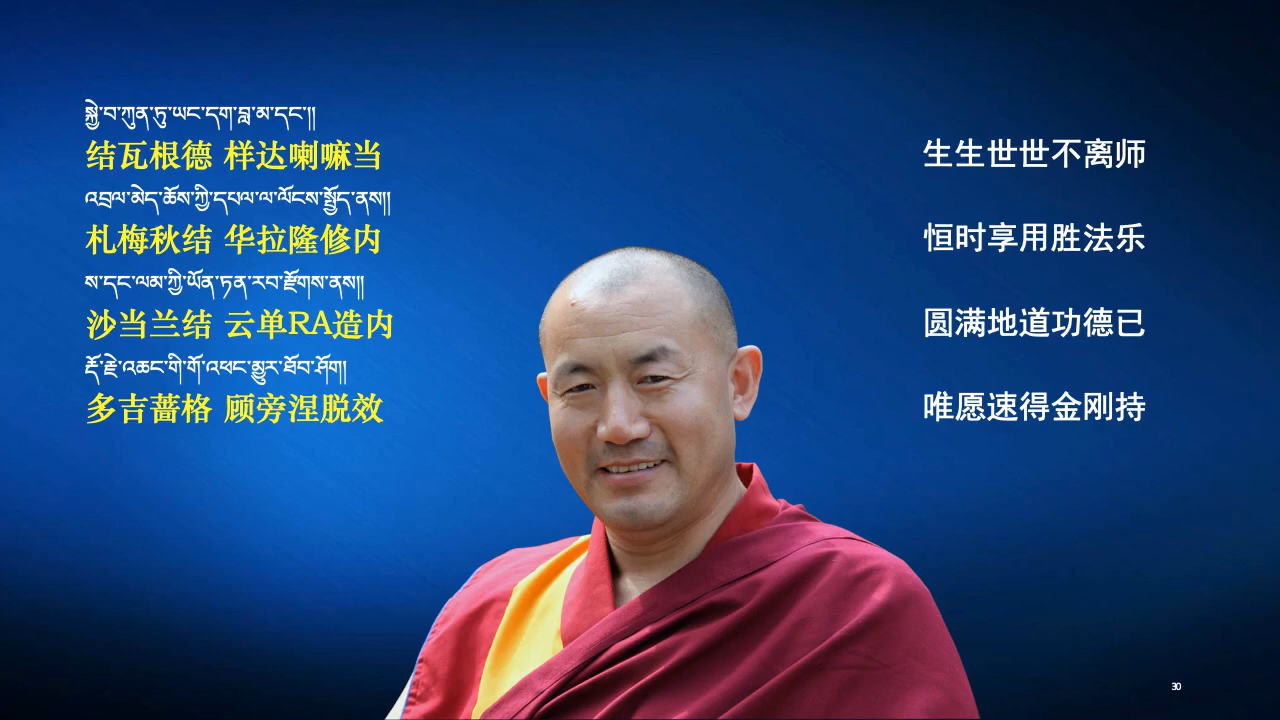 སྐྱེ་བ་ཀུན་ཏུ་ཡང་དག་བླ་མ་དང་།།
结瓦根德 样达喇嘛当
生生世世不离师
འབྲལ་མེད་ཆོས་ཀྱི་དཔལ་ལ་ལོངས་སྤྱོད་ནས།།
札梅秋结 华拉隆修内
恒时享用胜法乐
ས་དང་ལམ་ཀྱི་ཡོན་ཏན་རབ་རྫོགས་ནས།།
沙当兰结 云单RA造内
圆满地道功德已
རྡོ་རྗེ་འཆང་གི་གོ་འཕང་མྱུར་ཐོབ་ཤོག།
多吉蔷格 顾旁涅脱效
唯愿速得金刚持
30